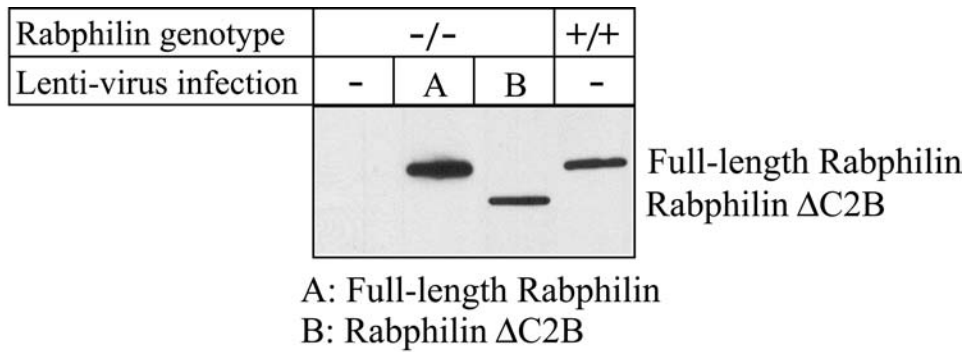 Rabphilin genotype -/- +/+
Lenti-virus infection - A B -
Full-length Rabphilin
Rabphilin ΔC2B
A: Full-length Rabphilin
B: Rabphilin ΔC2B